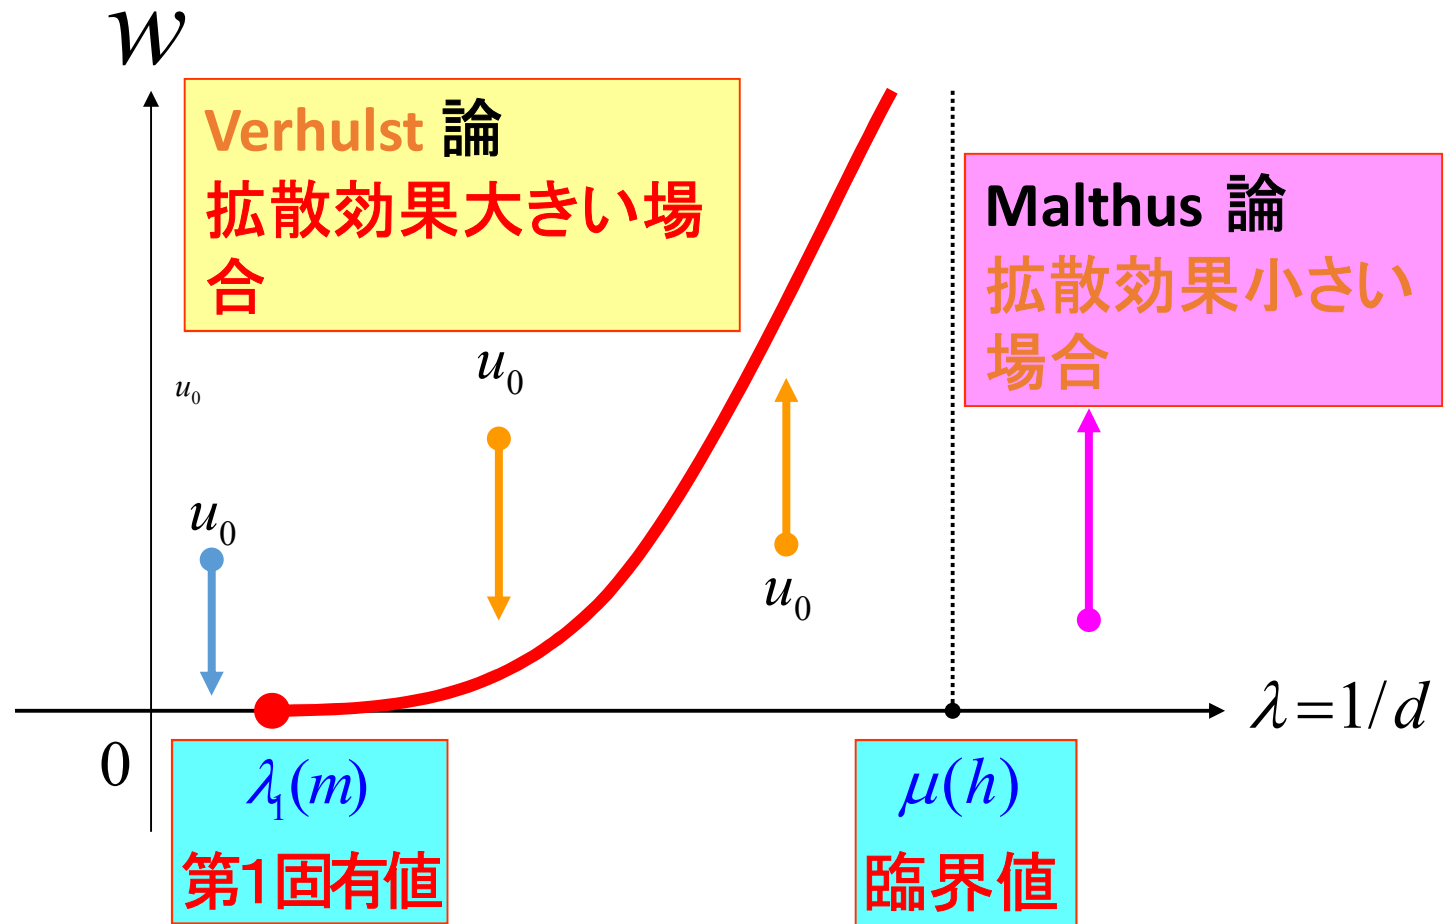 w
Verhulst 論
拡散効果大きい場
合
Malthus 論
拡散効果小さい
場合
u₀
u₀
u₀
u₀
λ=1/d
0
λ₁(m)
第1固有値
μ(h)
臨界値